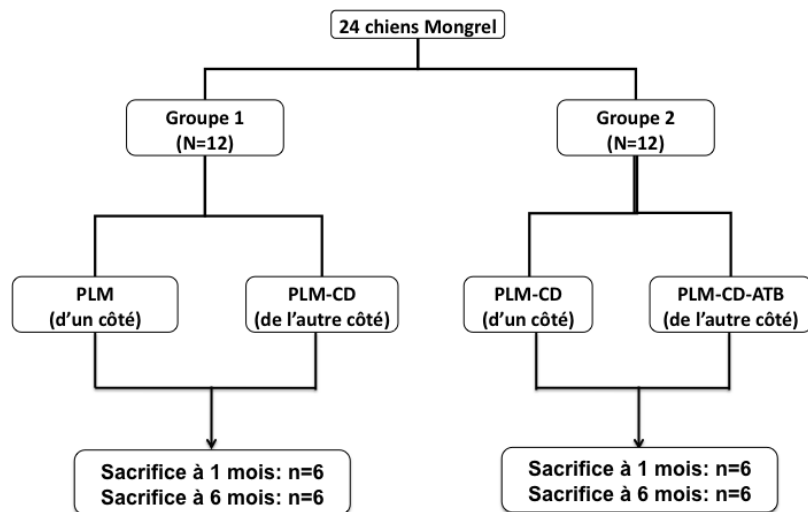 24 chiens Mongrel
Groupe 1
(N=12)
Groupe 2
(N=12)
PLM
(d'un côté)
PLM-CD
(de l'autre côté)
PLM-CD
(d'un côté)
PLM-CD-ATB
(de l'autre côté)
Sacrifice à 1 mois: n=6
Sacrifice à 6 mois: n=6
Sacrifice à 1 mois: n=6
Sacrifice à 6 mois: n=6